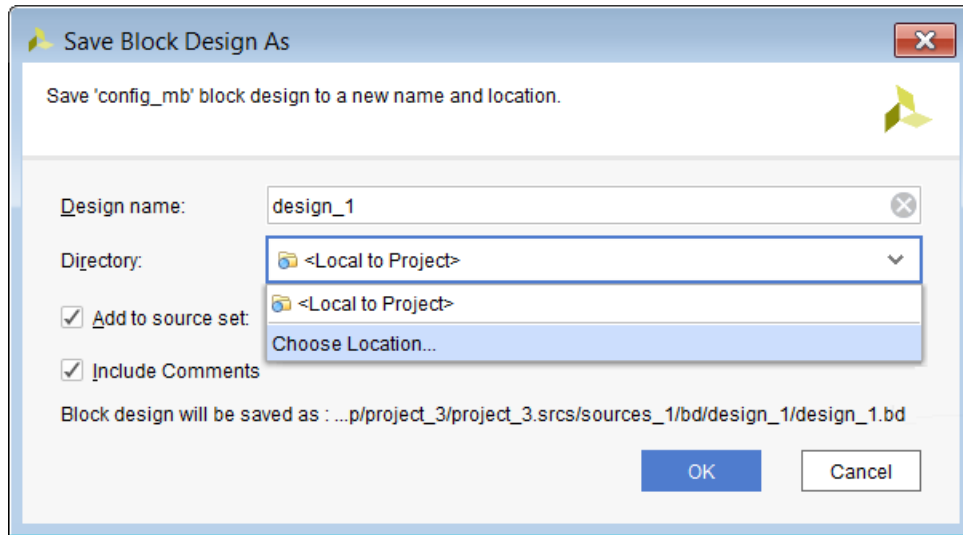 Save Block Design As
Save 'config_mb' block design to a new name and location.
Design name: design_1
Directory: <Local to Project>
<Local to Project>
Add to source set:
Choose Location...
Include Comments
Block design will be saved as : ...p/project_3/project_3.srcs/sources_1/bd/design_1/design_1.bd
OK Cancel